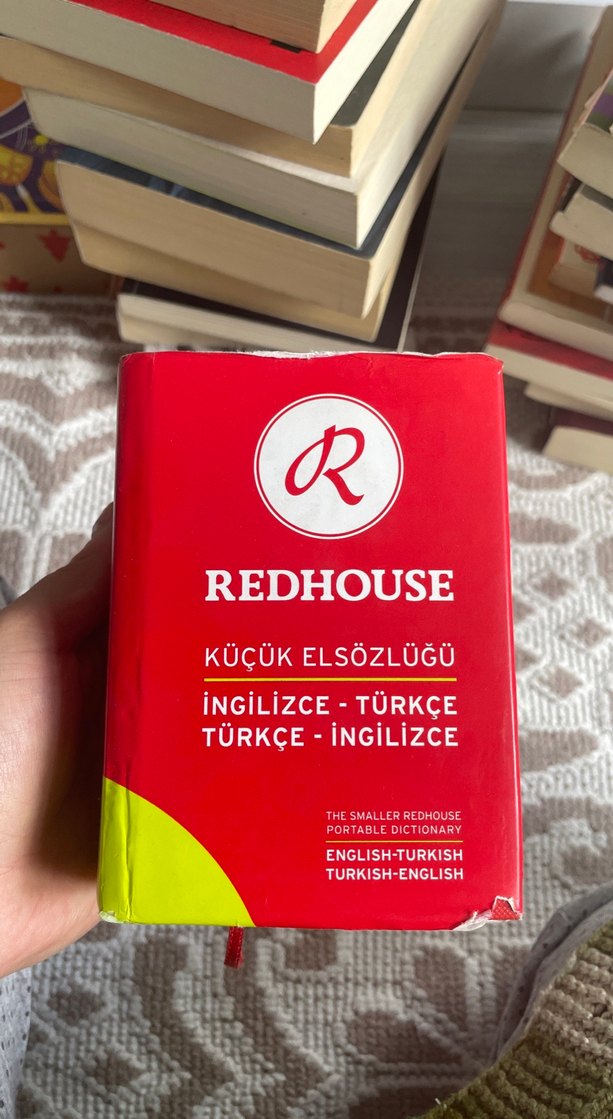 R
REDHOUSE
KÜÇÜK ELSÖZLÜĞÜ
İNGİLİZCE - TÜRKÇE
TÜRKÇE - İNGİLİZCE
THE SMALLER REDHOUSE
PORTABLE DICTIONARY
ENGLISH-TURKISH
TURKISH-ENGLISH